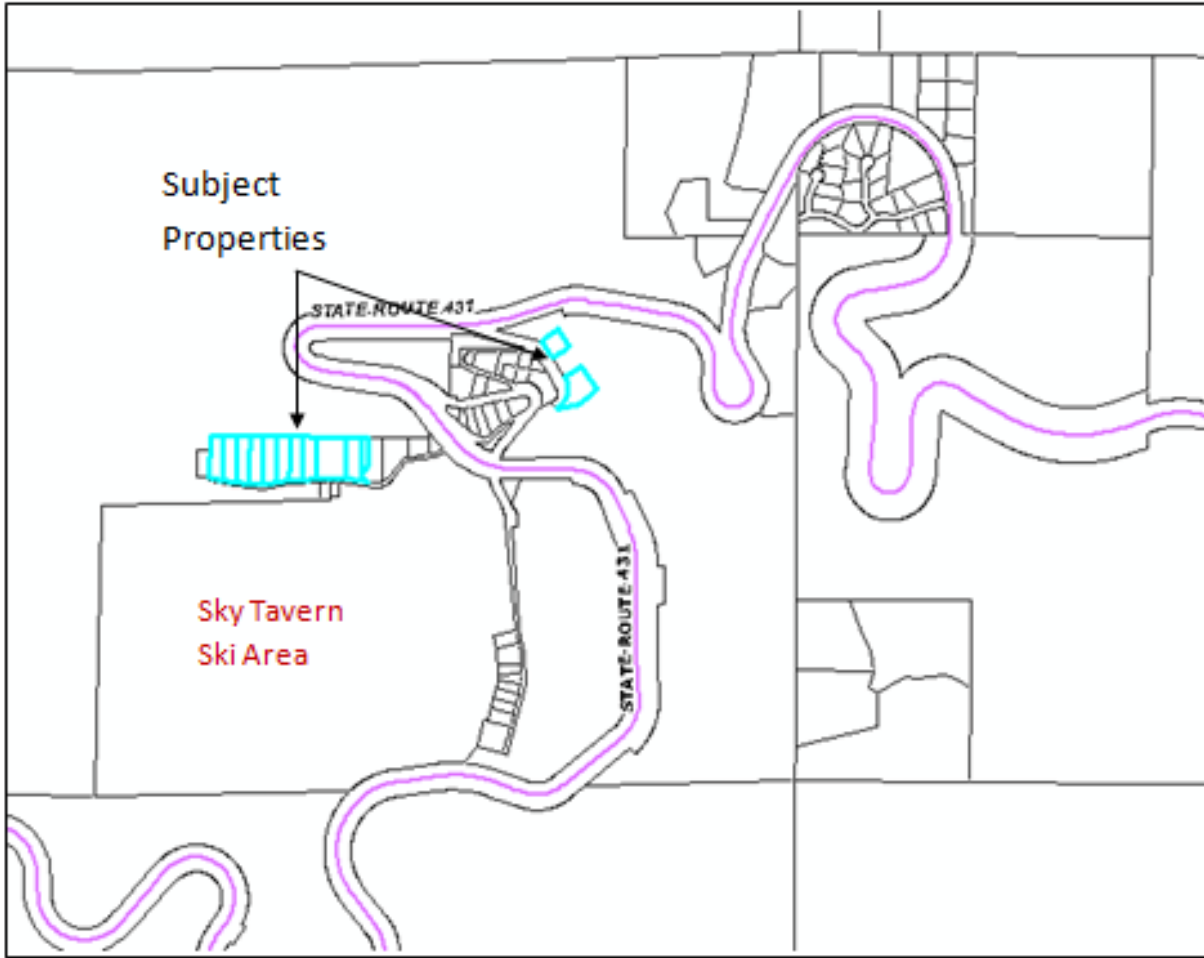 Subject
Properties
STATE ROUTE 431
Sky Tavern
Ski Area
STATE ROUTE 431